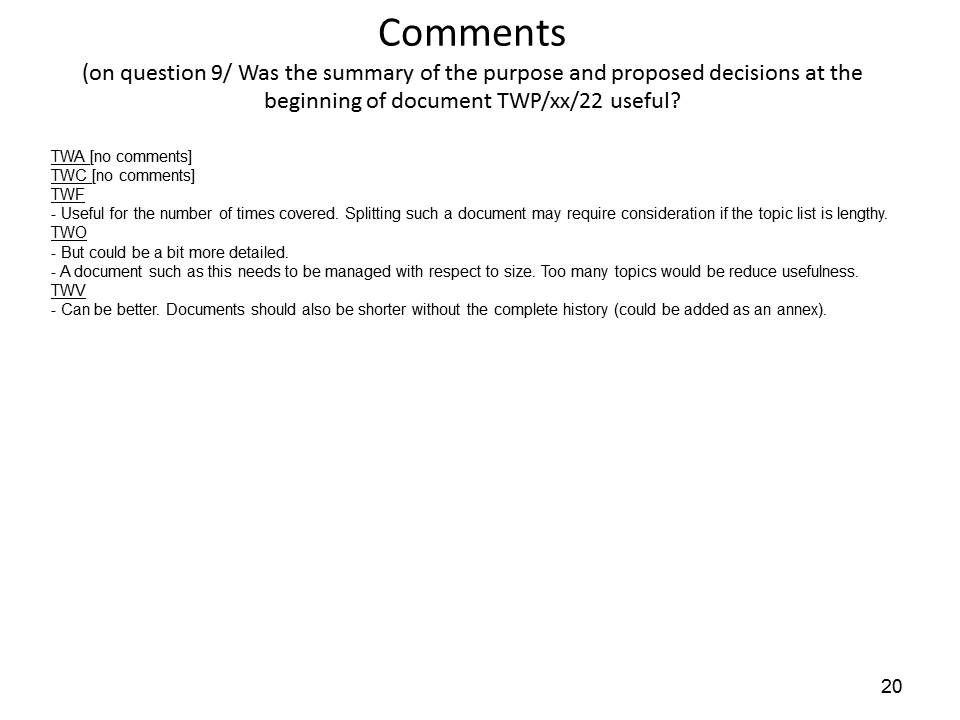 Comments
(on question 9/ Was the summary of the purpose and proposed decisions at the
beginning of document TWP/xx/22 useful?
TWA [no comments]
TWC [no comments]
TWF
- Useful for the number of times covered. Splitting such a document may require consideration if the topic list is lengthy.
TWO
- But could be a bit more detailed.
- A document such as this needs to be managed with respect to size. Too many topics would be reduce usefulness.
TWV
- Can be better. Documents should also be shorter without the complete history (could be added as an annex).
20